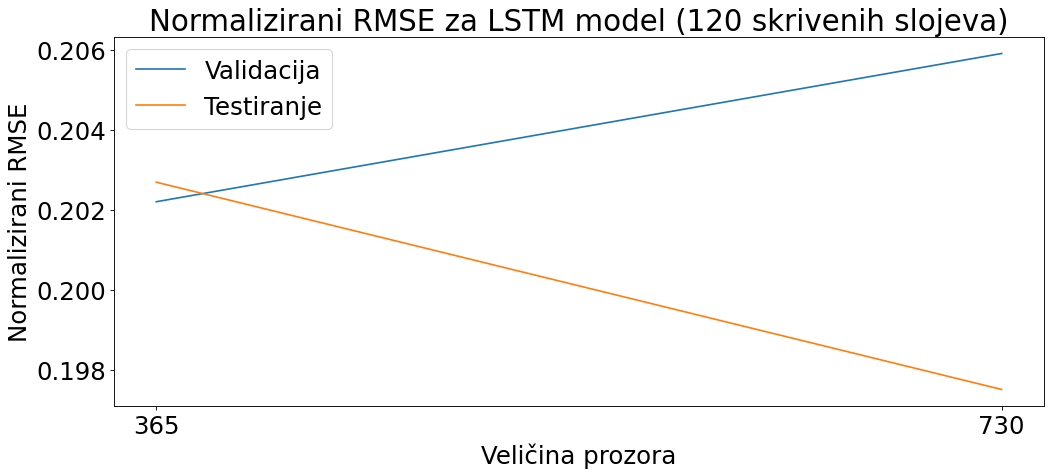 Normalizirani RMSE za LSTM model (120 skrivenih slojeva)
Validacija
Testiranje
Normalizirani RMSE
0.206
0.204
0.202
0.200
0.198
365
730
Veličina prozora